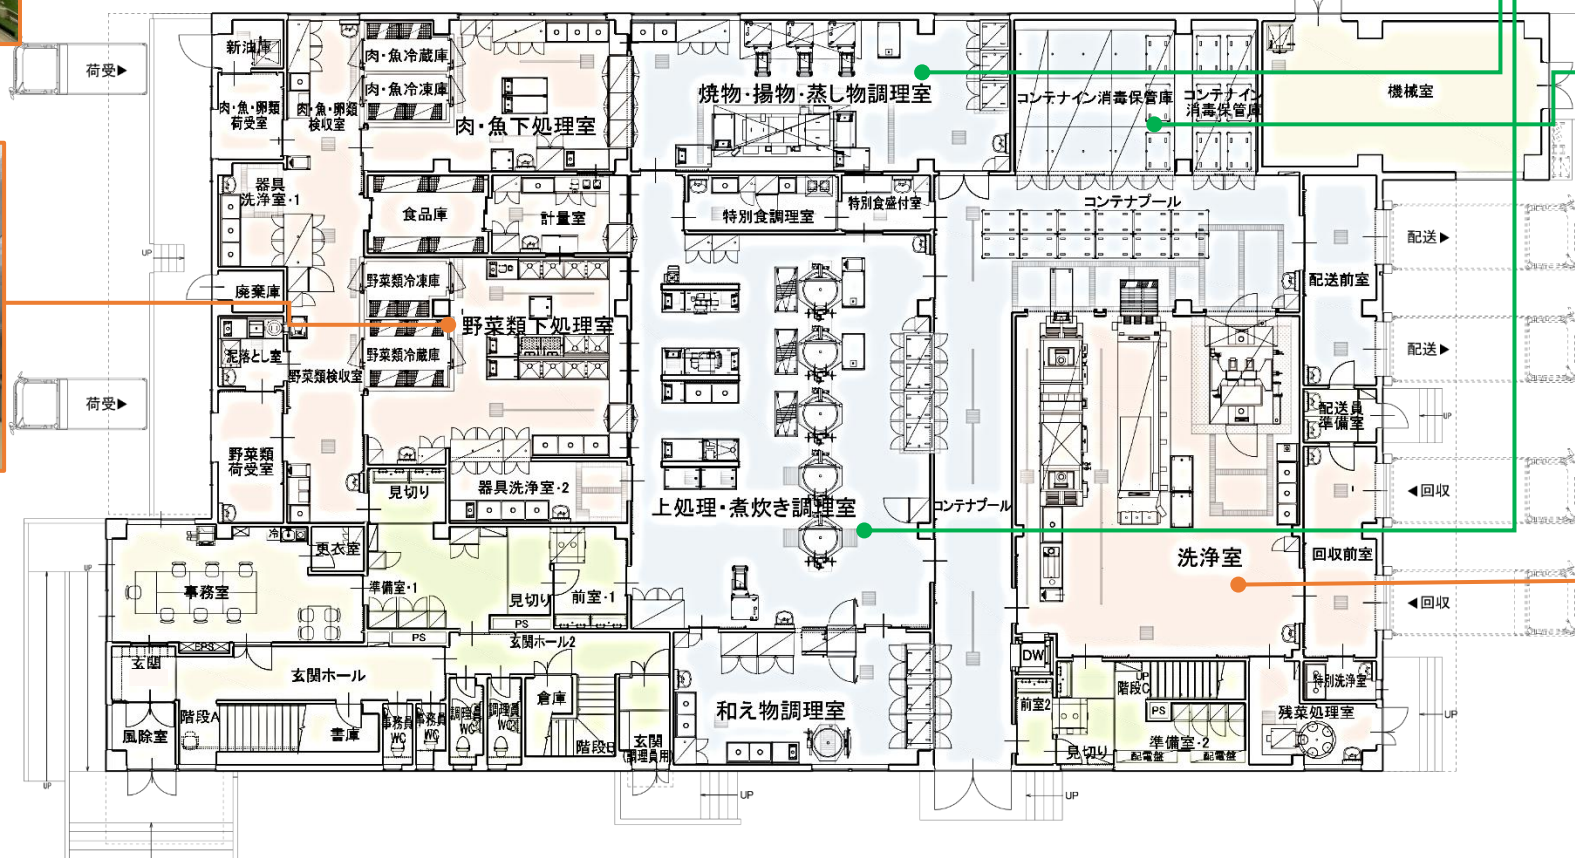 荷受▶
新油庫
肉・魚冷蔵庫
肉・魚冷凍庫
肉・魚・卵類
荷受室
肉・魚・卵類
検収室
肉・魚下処理室
焼物・揚物・蒸し物調理室
コンテナイン消毒保管庫
コンテナイン
消毒保管庫
機械室
器具
洗浄室・1
食品庫
計量室
特別食調理室
特別食盛付室
コンテナプール
配送▶
UP
廃棄庫
野菜類冷凍庫
野菜類下処理室
配送前室
泥落とし室
野菜類検収室
野菜類冷蔵庫
配送▶
荷受▶
配送員
準備室
UP
野菜類
荷受室
見切り
器具洗浄室・2
上処理・煮炊き調理室
コンテナプール
◀回収
冷
更衣室
事務室
準備室・1
見切り
前室・1
洗浄室
回収前室
◀回収
UP
UP
PS
PS
EPS
玄関
玄関ホール
玄関ホール2
DW
UP
階段C
特別洗浄室
階段A
風除室
書庫
事務員
WC
事務員
WC
調理員
WC
調理員
WC
倉庫
階段B
玄関
(調理員用)
和え物調理室
前室2
見切り
PS
準備室・2
配電盤
配電盤
残菜処理室
UP
UP
UP
UP